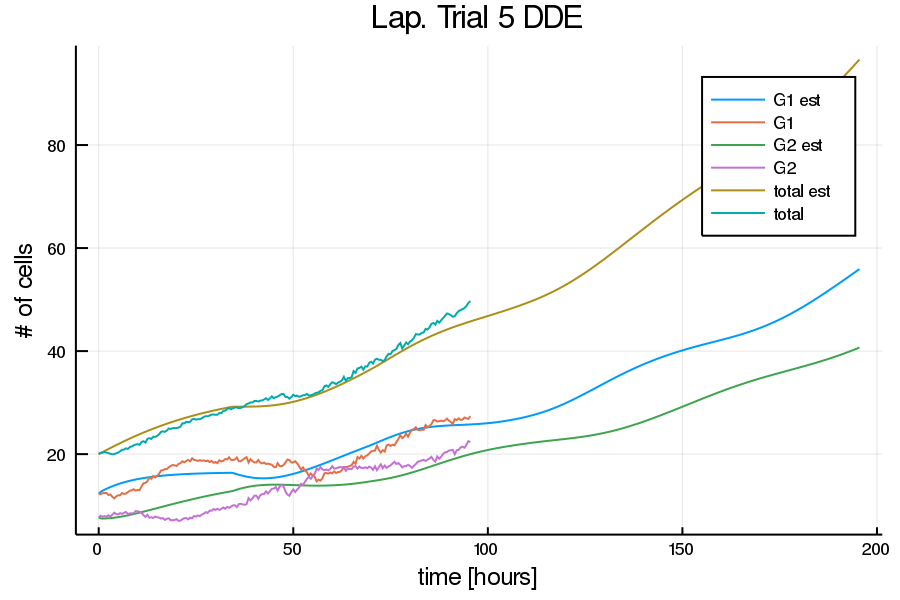 Lap. Trial 5 DDE
# of cells
80
60
40
20
0
50
100
150
200
time [hours]
G1 est
G1
G2 est
G2
total est
total